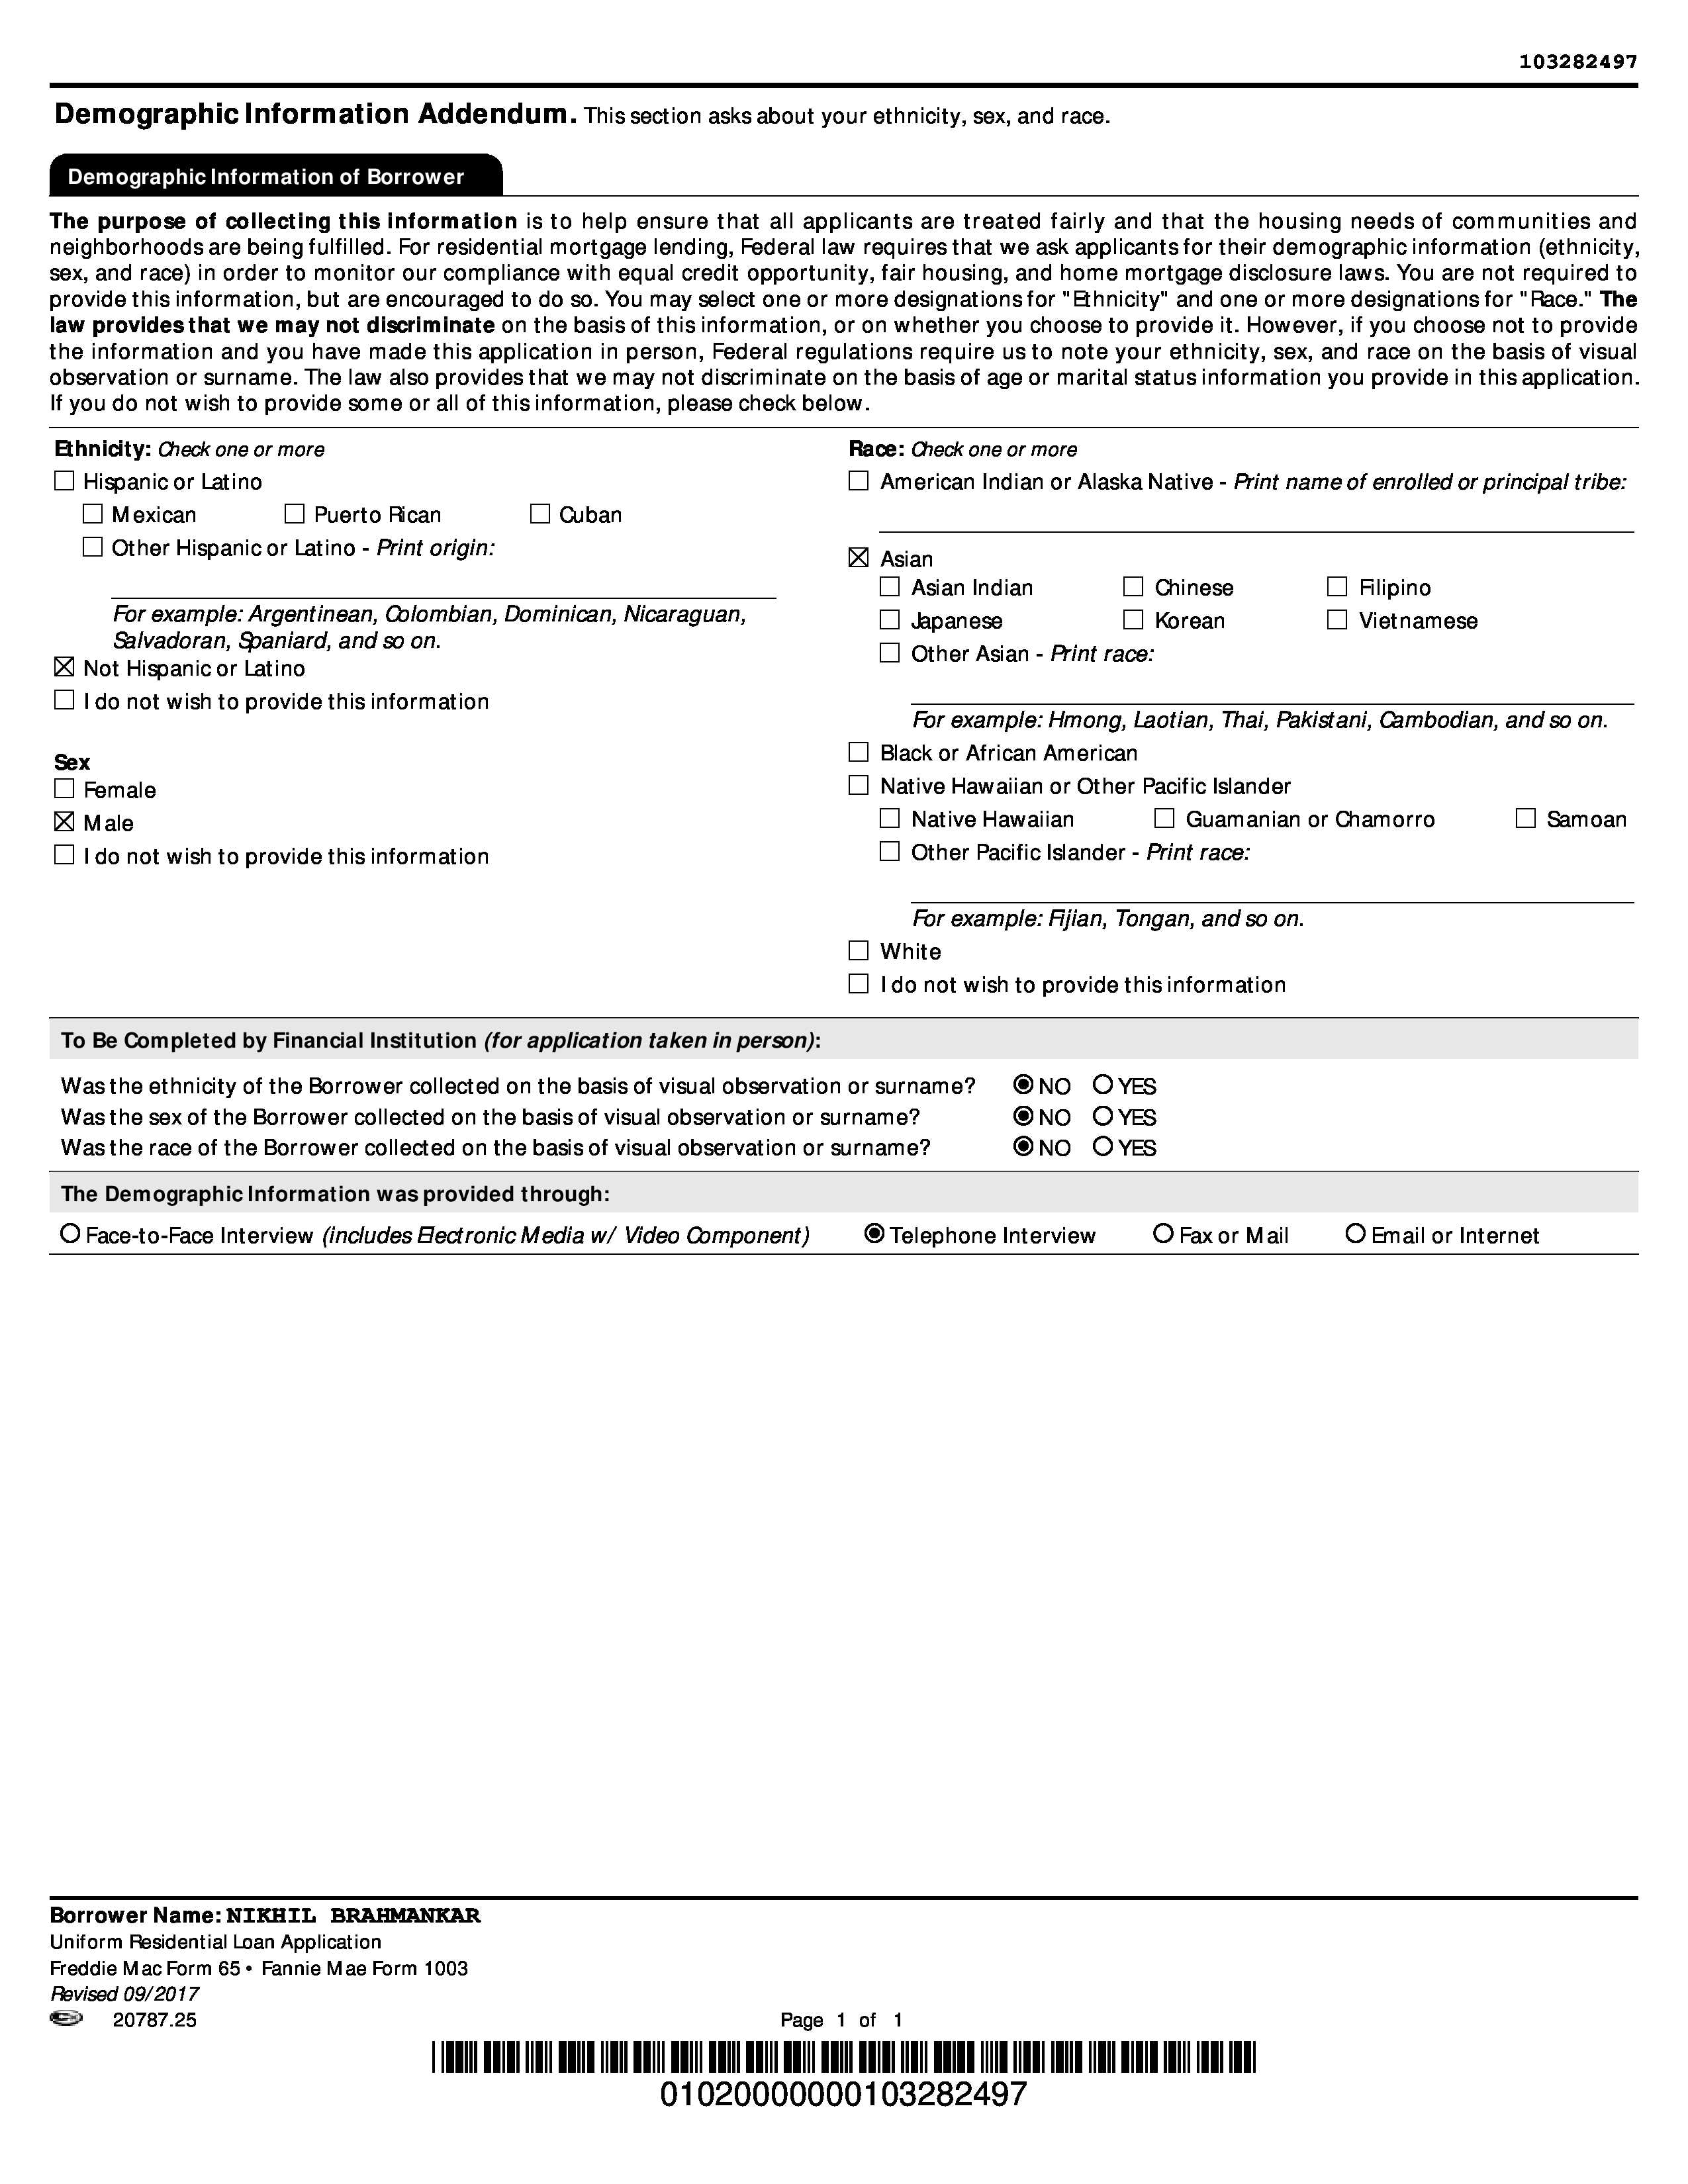 103282497
Demographic Information Addendum. This section asks about your ethnicity, sex, and race.
Demographic Information of Borrower
The purpose of collecting this information is to help ensure that all applicants are treated fairly and that the housing needs of communities and
neighborhoods are being fulfilled. For residential mortgage lending, Federal law requires that we ask applicants for their demographic information (ethnicity,
sex, and race) in order to monitor our compliance with equal credit opportunity, fair housing, and home mortgage disclosure laws. You are not required to
provide this information, but are encouraged to do so. You may select one or more designations for "Ethnicity" and one or more designations for "Race." The
law provides that we may not discriminate on the basis of this information, or on whether you choose to provide it. However, if you choose not to provide
the information and you have made this application in person, Federal regulations require us to note your ethnicity, sex, and race on the basis of visual
observation or surname. The law also provides that we may not discriminate on the basis of age or marital status information you provide in this application.
If you do not wish to provide some or all of this information, please check below.
Ethnicity: Check one or more
Hispanic or Latino
Mexican Puerto Rican Cuban
Other Hispanic or Latino - Print origin:
For example: Argentinean, Colombian, Dominican, Nicaraguan,
Salvadoran, Spaniard, and so on.
Not Hispanic or Latino
I do not wish to provide this information
Sex
Female
Male
I do not wish to provide this information
Race: Check one or more
American Indian or Alaska Native - Print name of enrolled or principal tribe:
Asian
Asian Indian Chinese Filipino
Japanese Korean Vietnamese
Other Asian - Print race:
For example: Hmong, Laotian, Thai, Pakistani, Cambodian, and so on.
Black or African American
Native Hawaiian or Other Pacific Islander
Native Hawaiian Guamanian or Chamorro Samoan
Other Pacific Islander - Print race:
For example: Fijian, Tongan, and so on.
White
I do not wish to provide this information
To Be Completed by Financial Institution (for application taken in person):
Was the ethnicity of the Borrower collected on the basis of visual observation or surname? NO YES
Was the sex of the Borrower collected on the basis of visual observation or surname? NO YES
Was the race of the Borrower collected on the basis of visual observation or surname? NO YES
The Demographic Information was provided through:
Face-to-Face Interview (includes Electronic Media w/ Video Component) Telephone Interview Fax or Mail Email or Internet
Borrower Name: NIKHIL BRAHMANKAR
Uniform Residential Loan Application
Freddie Mac Form 65 • Fannie Mae Form 1003
Revised 09/2017
20787.25 Page 1 of 1
01020000000103282497